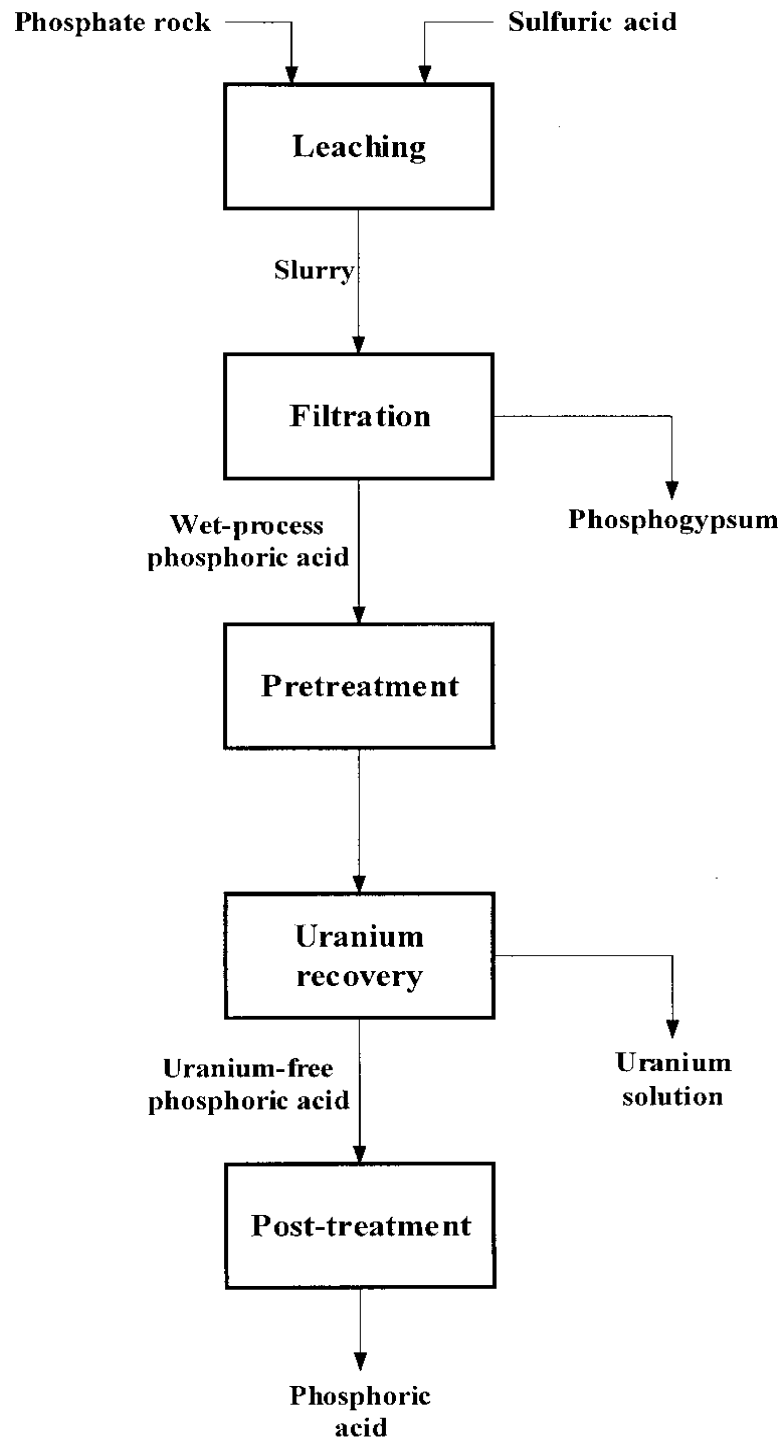 Phosphate rock
Sulfuric acid
Leaching
Slurry
Filtration
Wet-process
phosphoric acid
Phosphogypsum
Pretreatment
Uranium
recovery
Uranium-free
phosphoric acid
Uranium
solution
Post-treatment
Phosphoric
acid